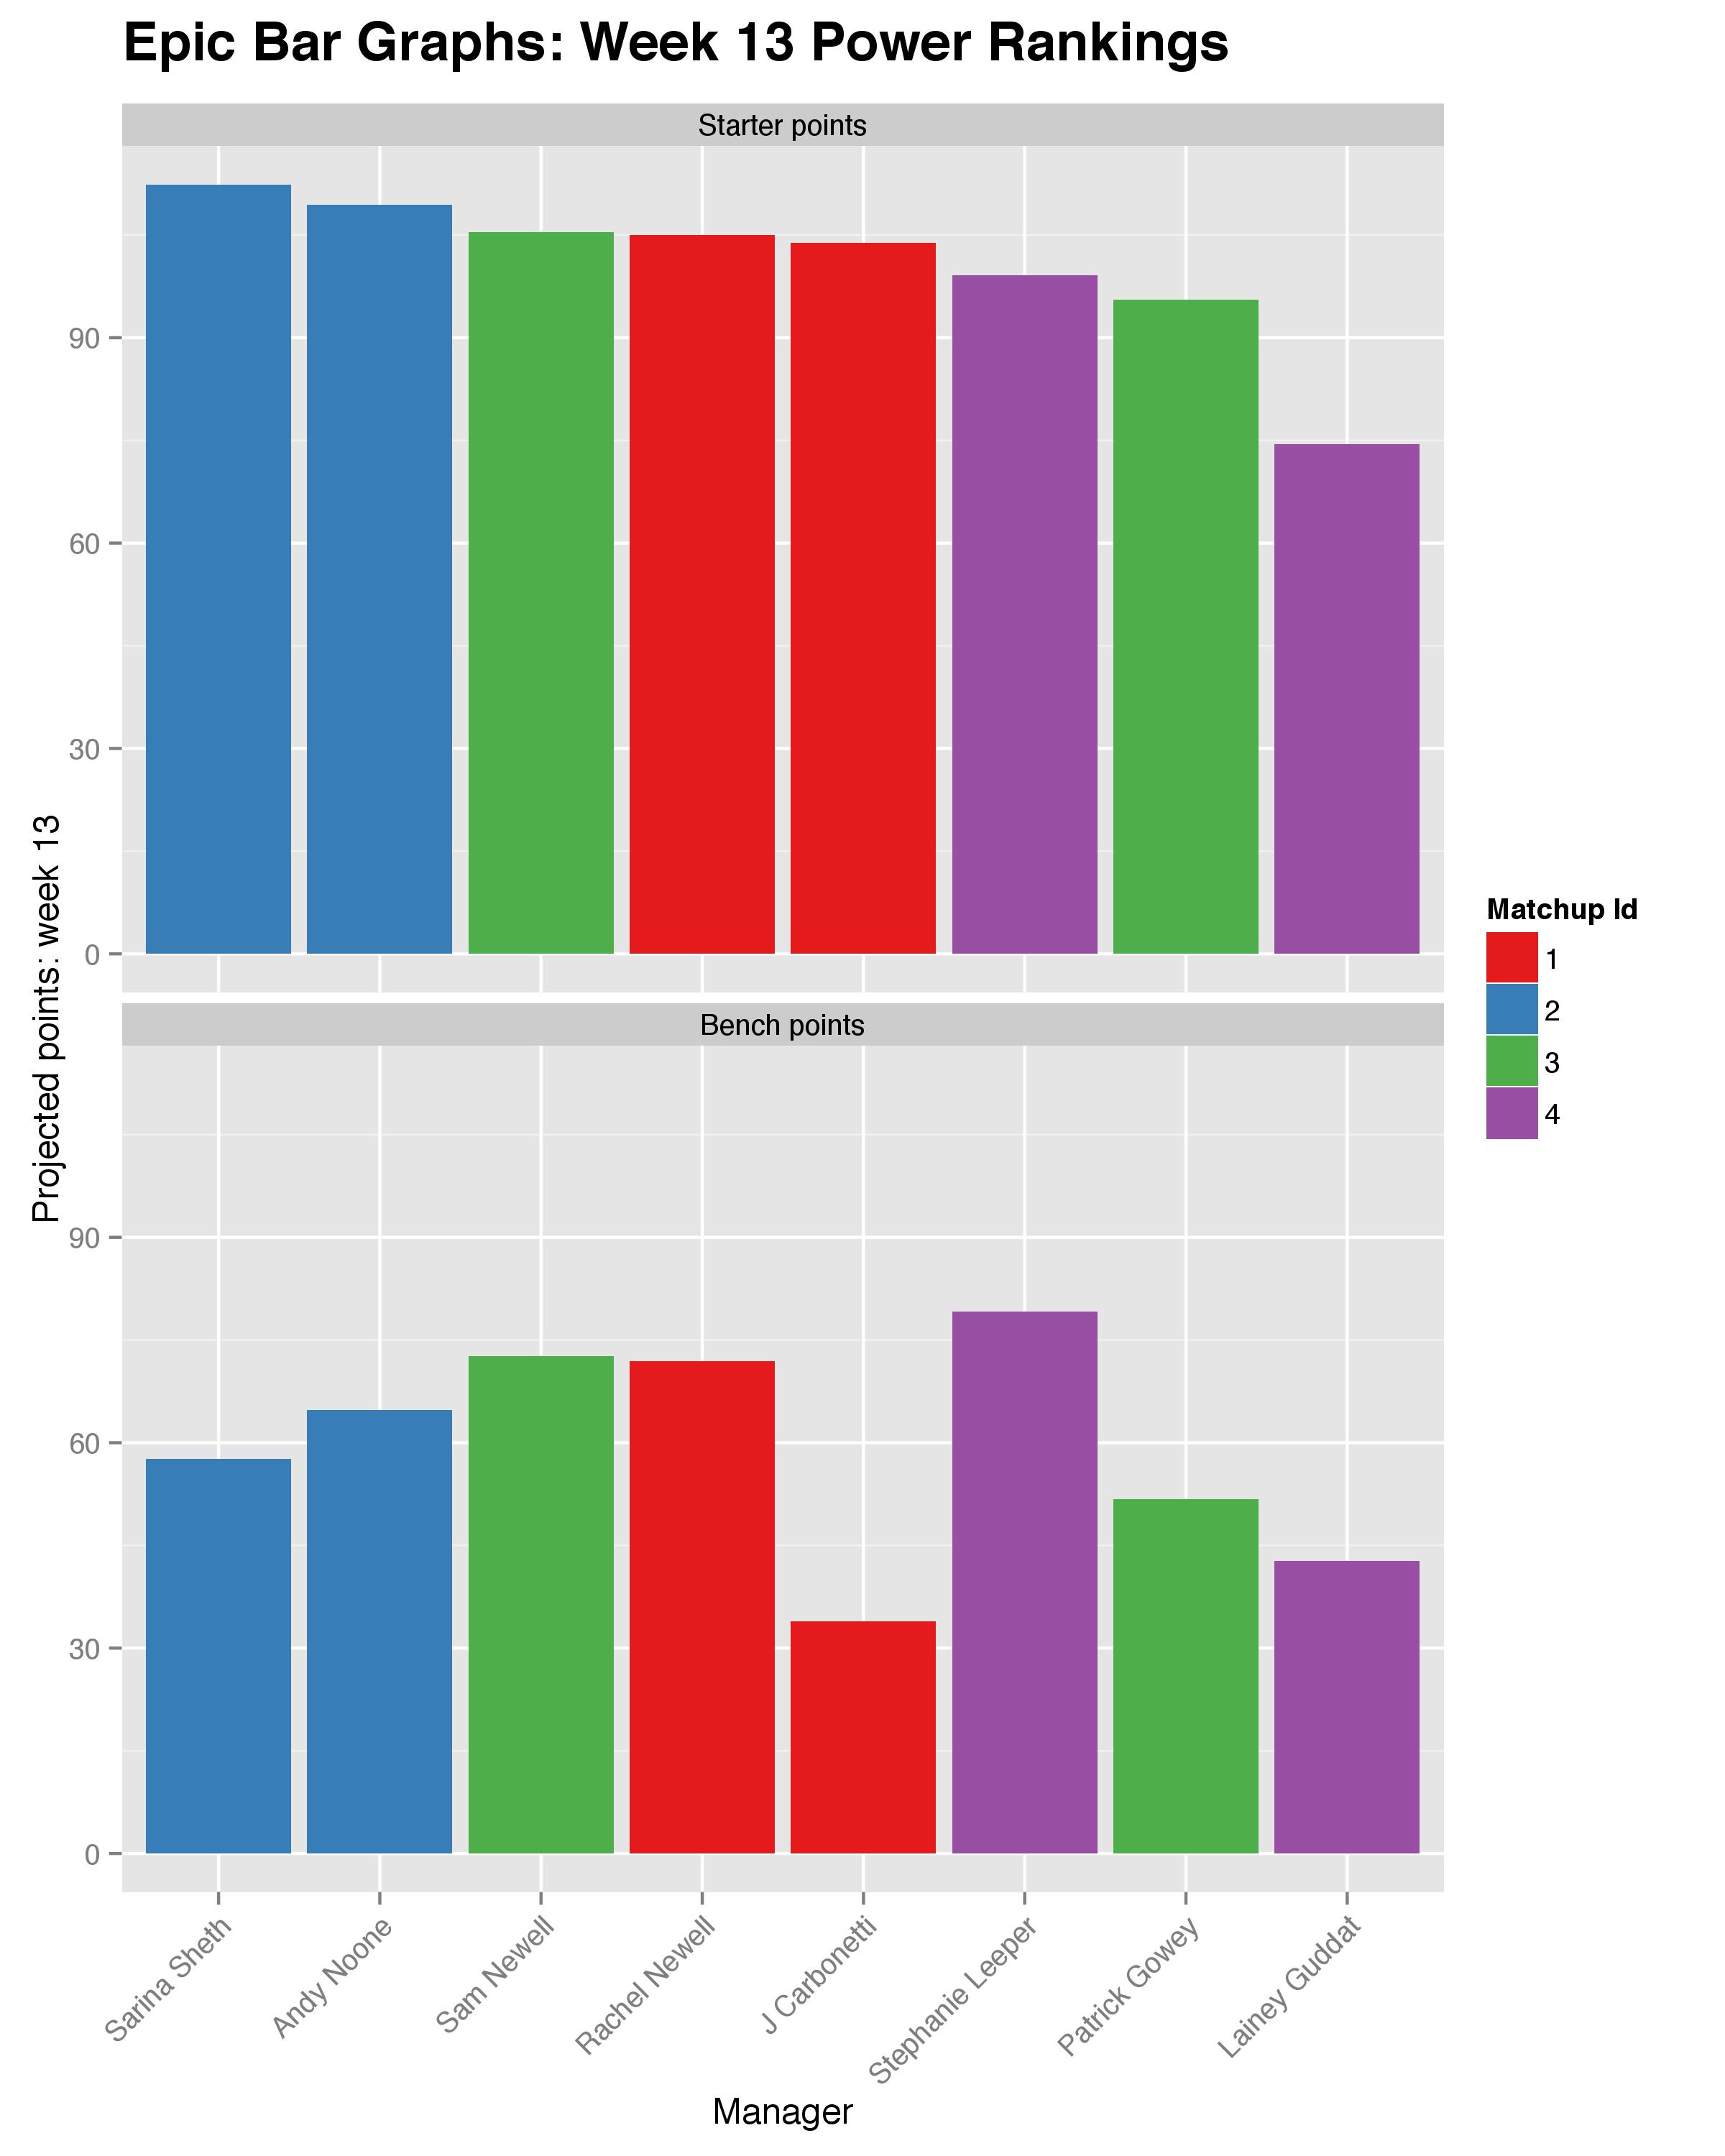 Epic Bar Graphs: Week 13 Power Rankings
Starter points
90
60
30
0
Bench points
90
60
30
0
Projected points: week 13
Sarina Sheth
Andy Noone
Sam Newell
Rachel Newell
J Carbonetti
Stephanie Leeper
Patrick Gowey
Lainey Guddat
Manager
Matchup Id
1
2
3
4